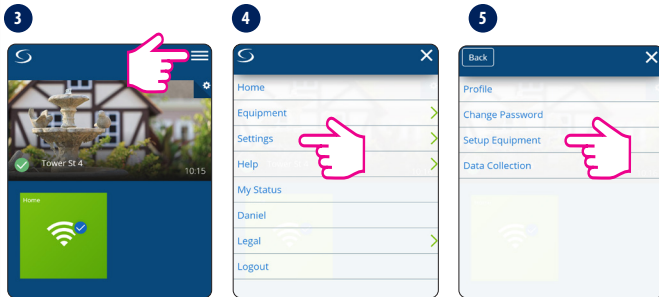 3
Tower St 4
10:15
Home
4
Home
Equipment
Settings
Help
My Status
Daniel
Legal
Logout
5
Back
Profile
Change Password
Setup Equipment
Data Collection